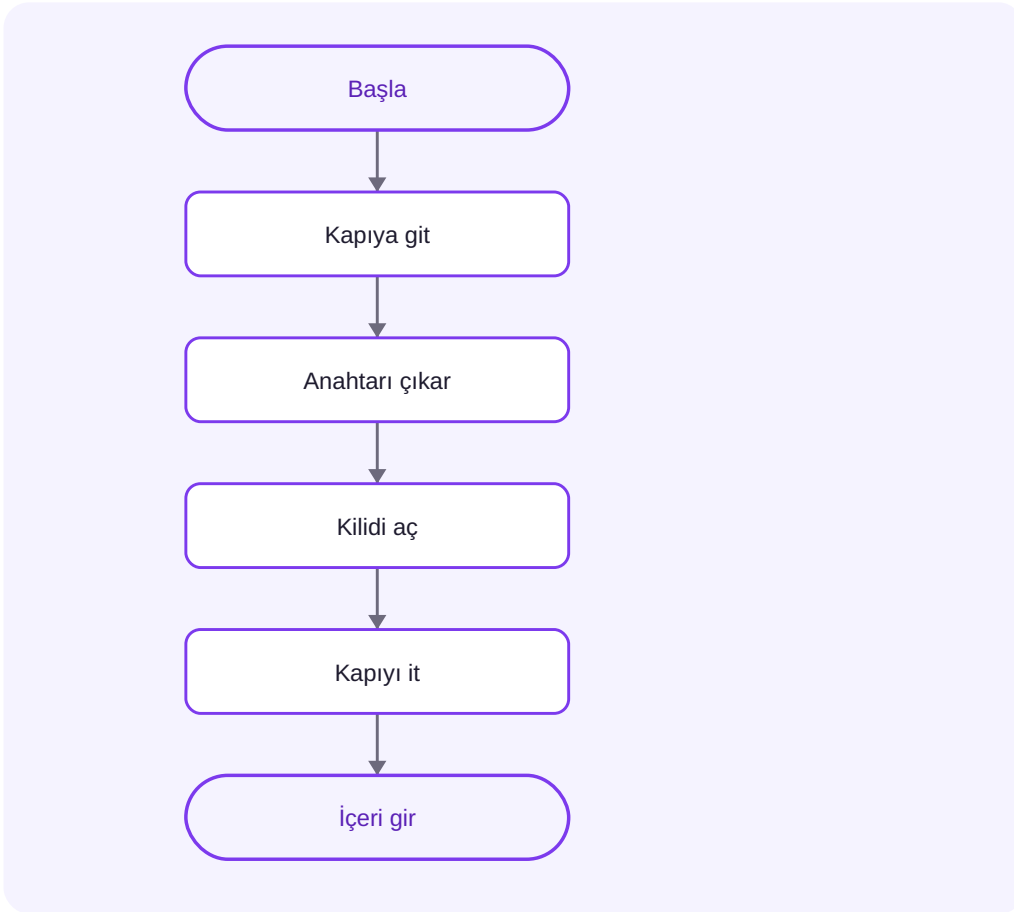 Başla
Kapıya git
Anahtarı çıkar
Kilidi aç
Kapıyı it
İçeri gir